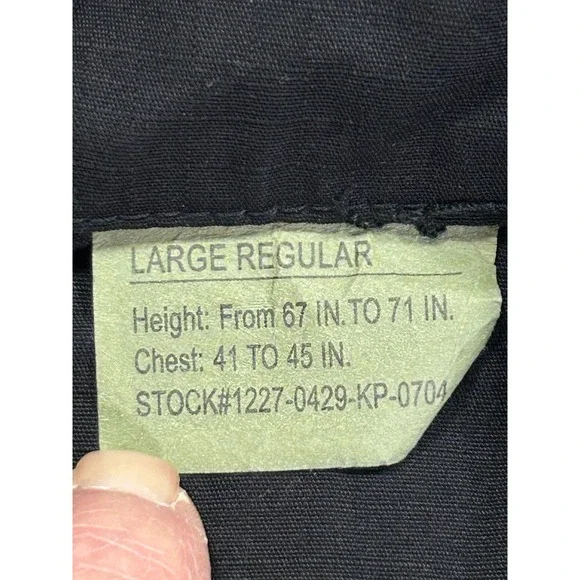 LARGE REGULAR
Height: From 67 IN. TO 71 IN.
Chest: 41 TO 45 IN.
STOCK#1227-0429-KP-0704